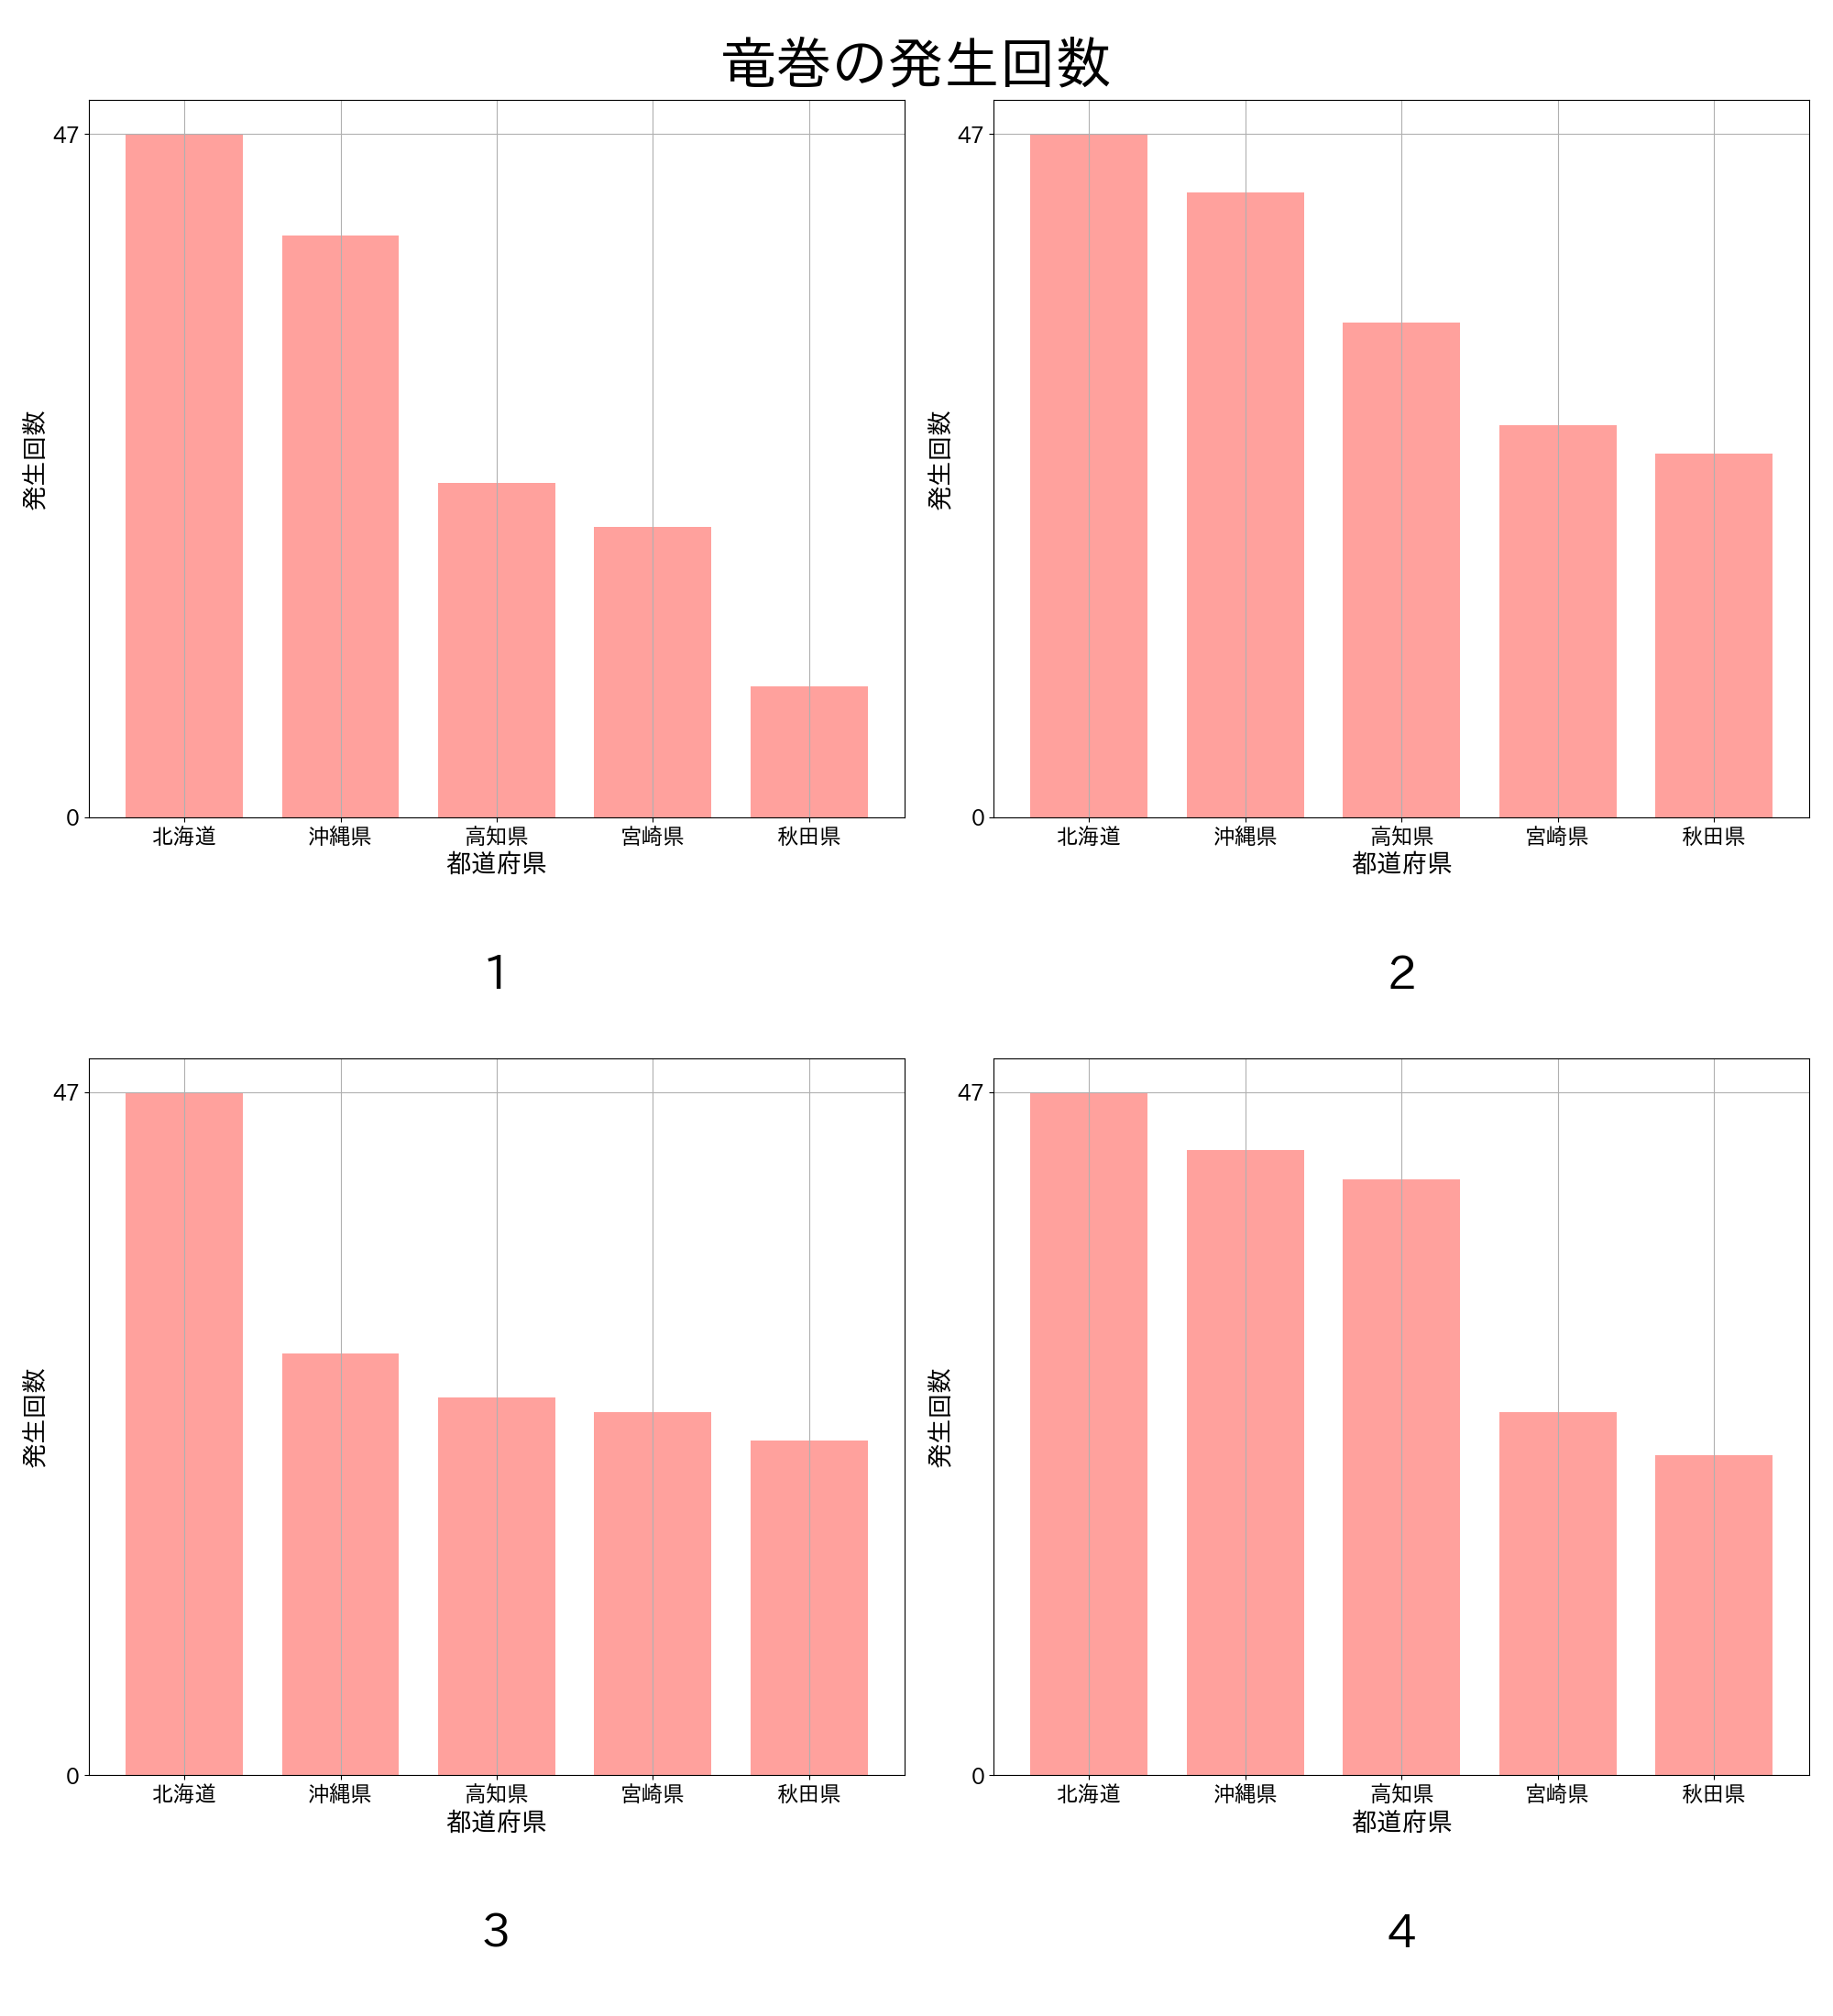 竜巻の発生回数
47
0
発生回数
北海道 沖縄県 高知県 宮崎県 秋田県
都道府県
1
47
0
発生回数
北海道 沖縄県 高知県 宮崎県 秋田県
都道府県
2
47
0
発生回数
北海道 沖縄県 高知県 宮崎県 秋田県
都道府県
3
47
0
発生回数
北海道 沖縄県 高知県 宮崎県 秋田県
都道府県
4